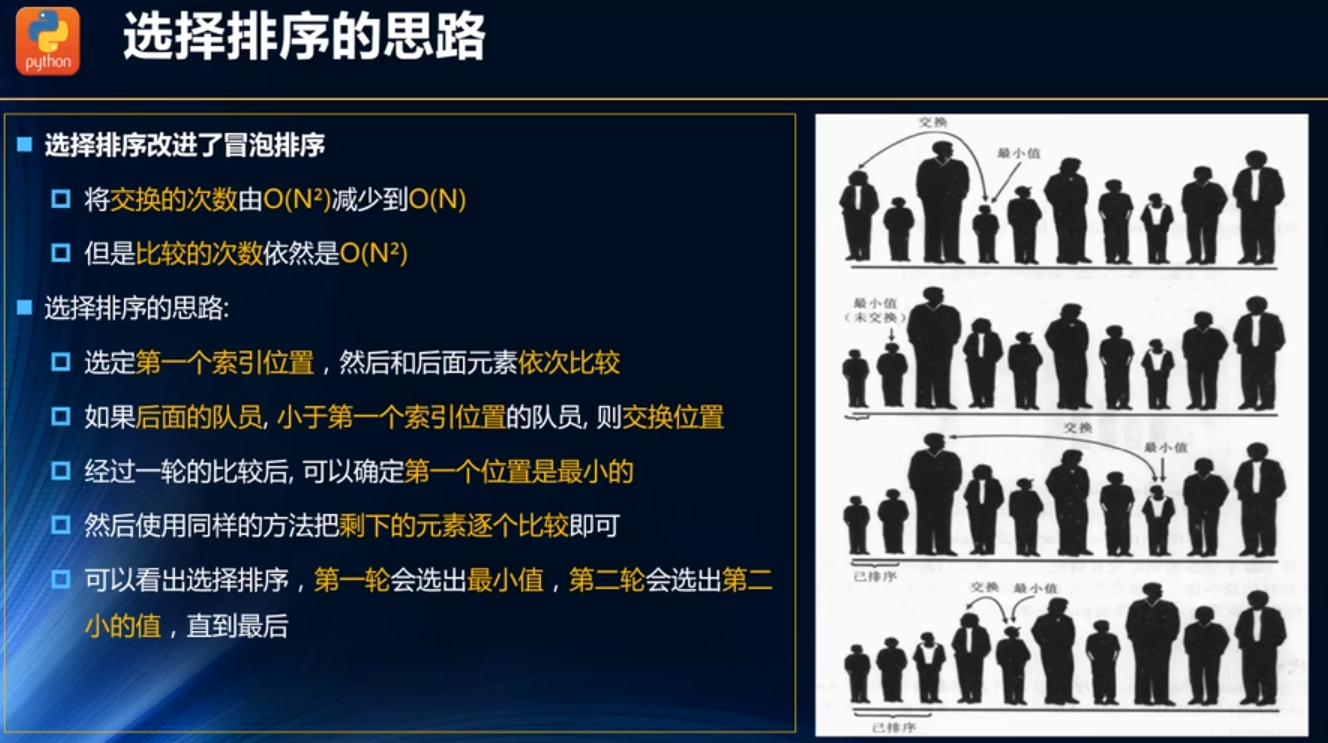 python
选择排序的思路
选择排序改进了冒泡排序
将交换的次数由O(N²)减少到O(N)
但是比较的次数依然是O(N²)
选择排序的思路:
选定第一个索引位置，然后和后面元素依次比较
如果后面的队员, 小于第一个索引位置的队员, 则交换位置
经过一轮的比较后, 可以确定第一个位置是最小的
然后使用同样的方法把剩下的元素逐个比较即可
可以看出选择排序，第一轮会选出最小值，第二轮会选出第二
小的值，直到最后
交换
最小值
最小值
(未交换)
交换
最小值
已排序
交换
最小值
已排序